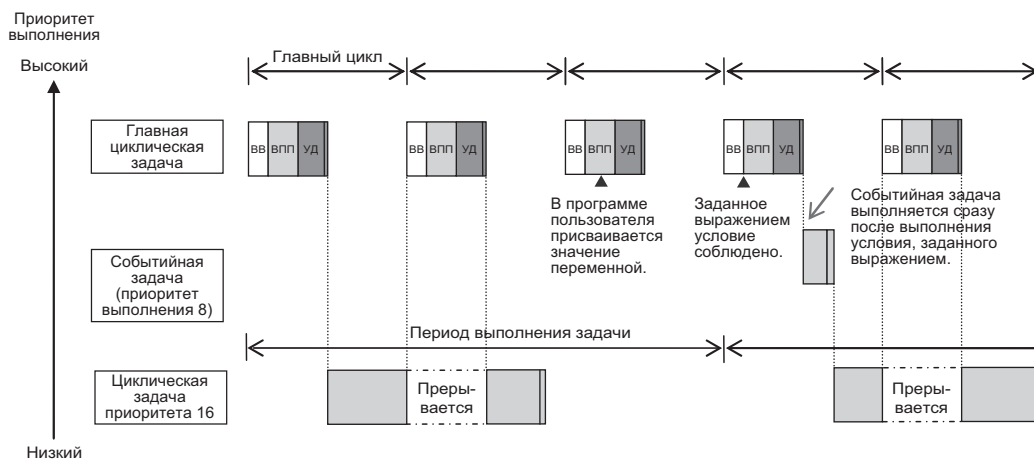 Приоритет
выполнения
Высокий
Главный цикл
Главная
циклическая
задача
ВВ ВПП УД
ВВ ВПП УД
ВВ ВПП УД
ВВ ВПП УД
ВВ ВПП УД
В программе
пользователя
присваивается
значение
переменной.
Заданное
выражением
условие
соблюдено.
Событийная задача
выполняется сразу
после выполнения
условия, заданного
выражением.
Событийная
задача
(приоритет
выполнения 8)
Период выполнения задачи
Циклическая
задача
приоритета 16
Преры-
вается
Преры-
вается
Низкий